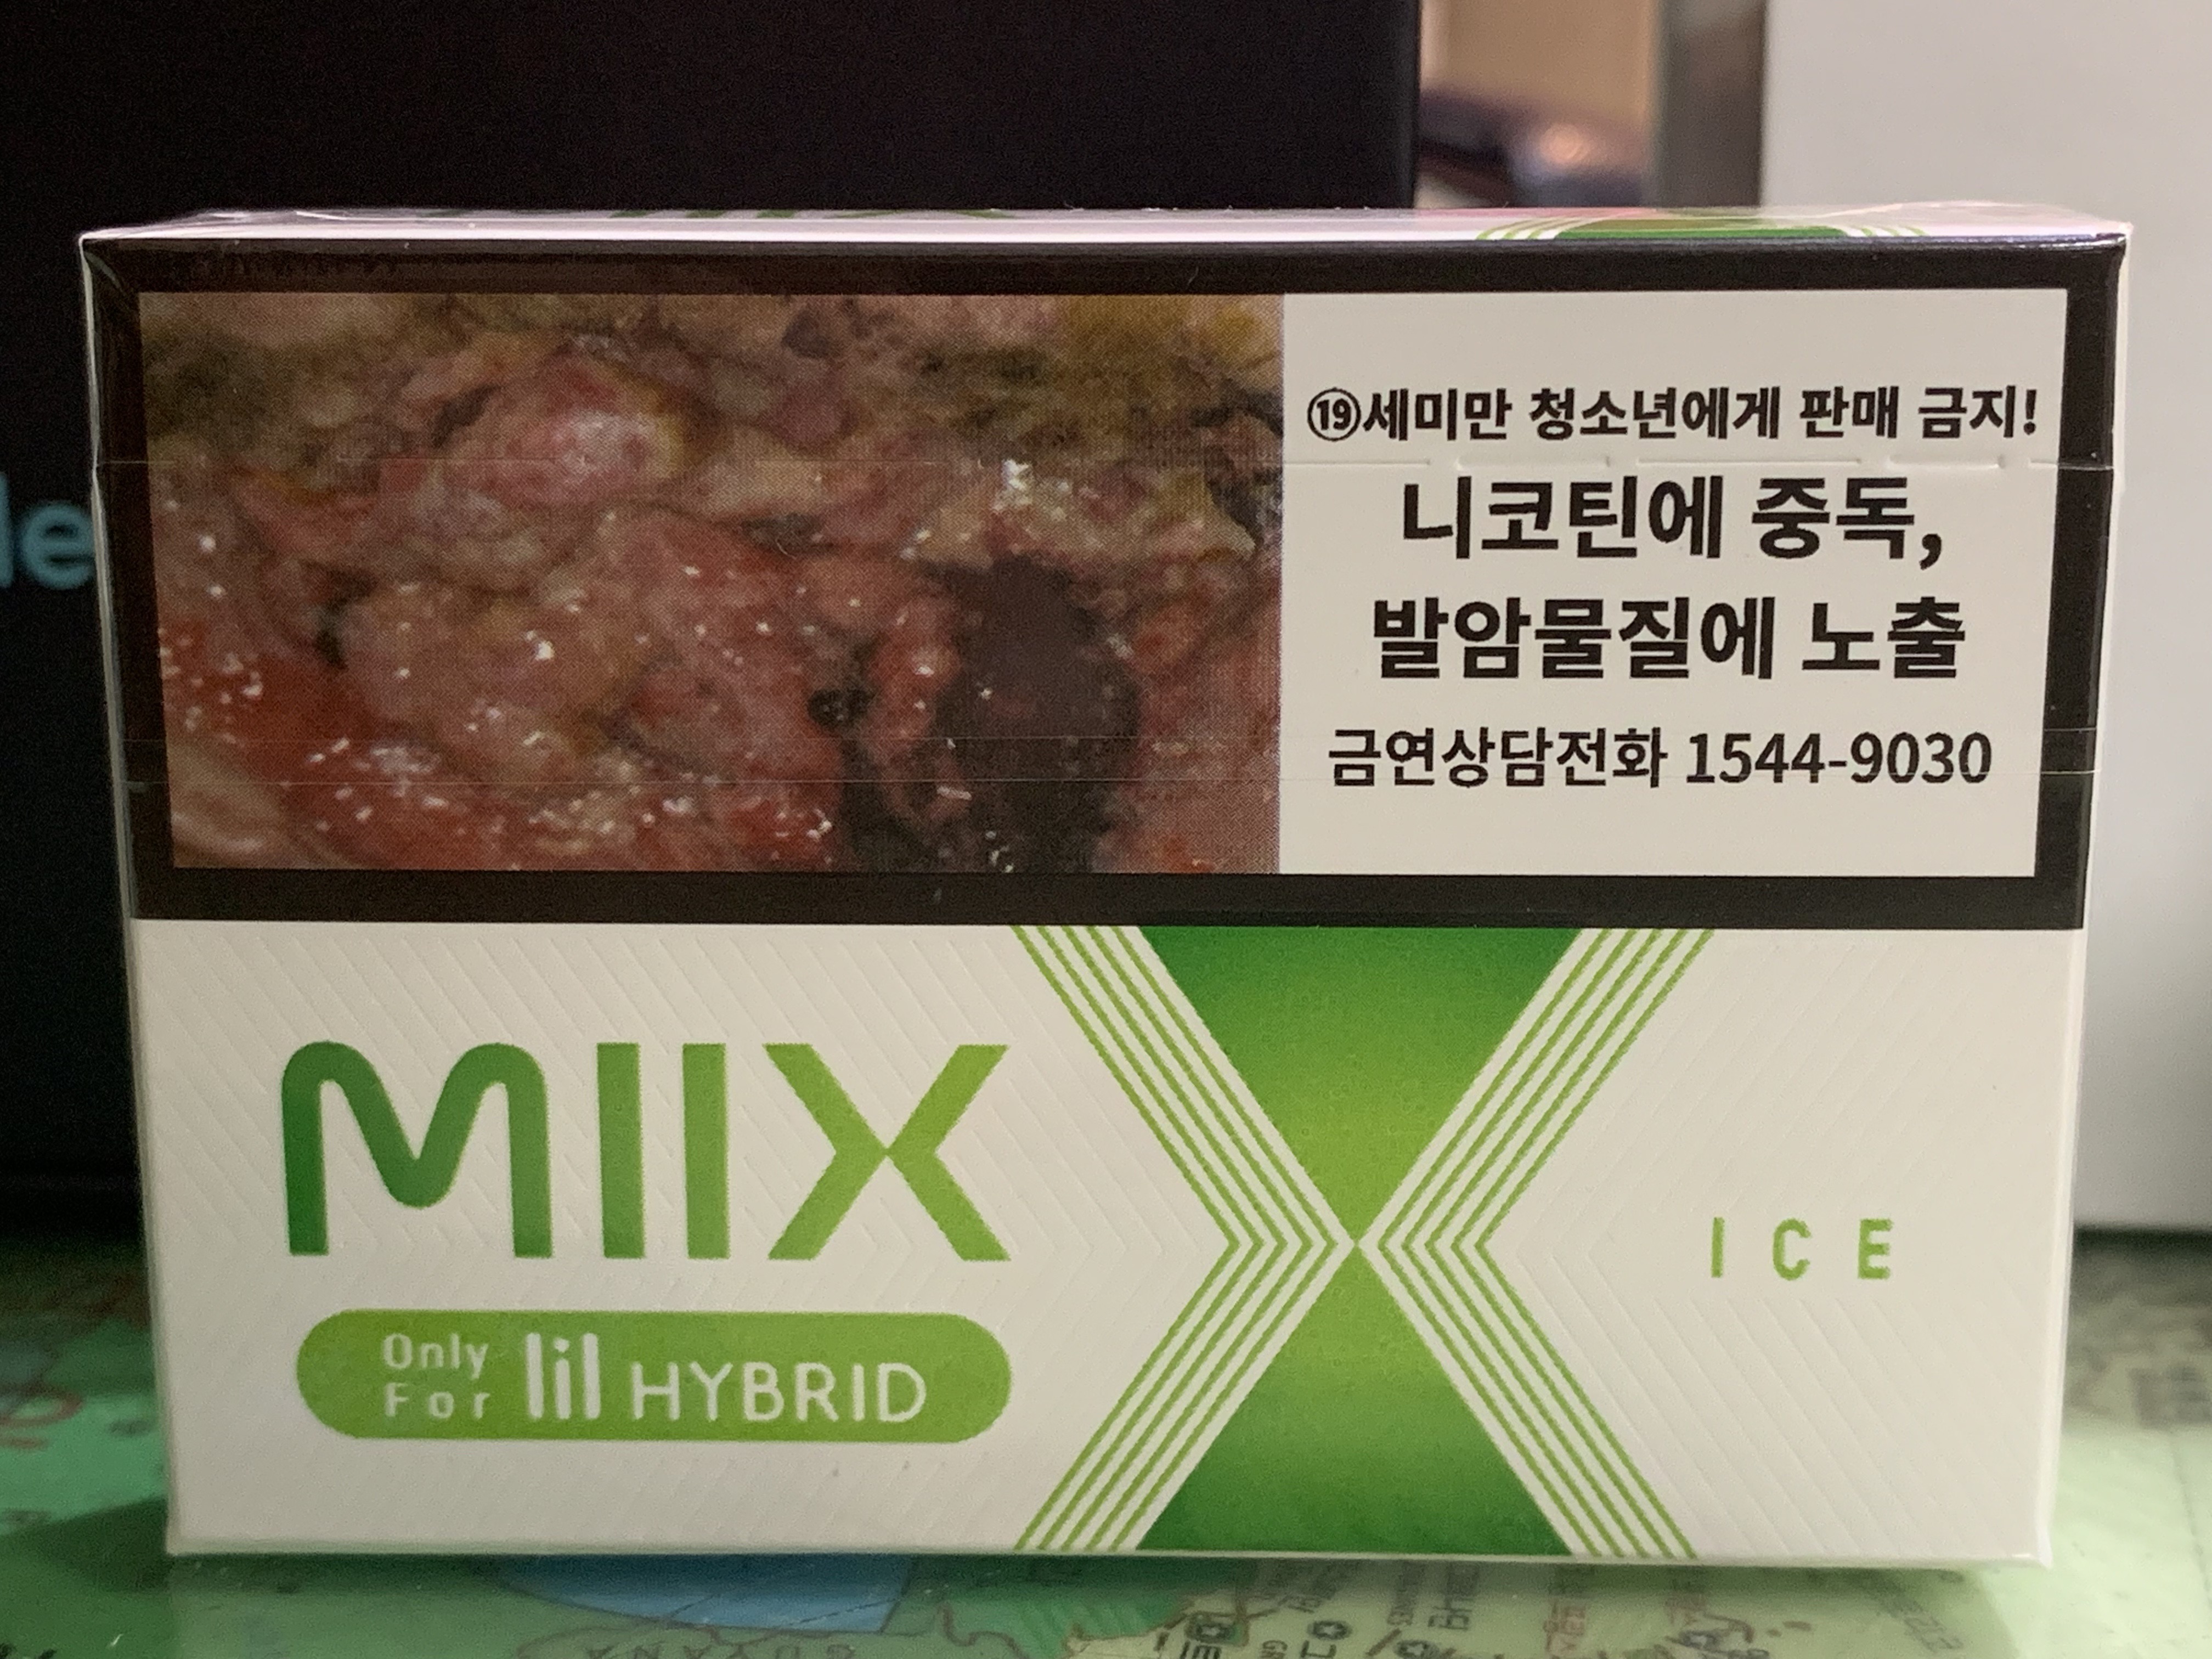 le
⑲세미만 청소년에게 판매 금지!
니코틴에 중독,
발암물질에 노출
금연상담전화 1544-9030
MIIX
ICE
Only
For lil HYBRID
GUYANA